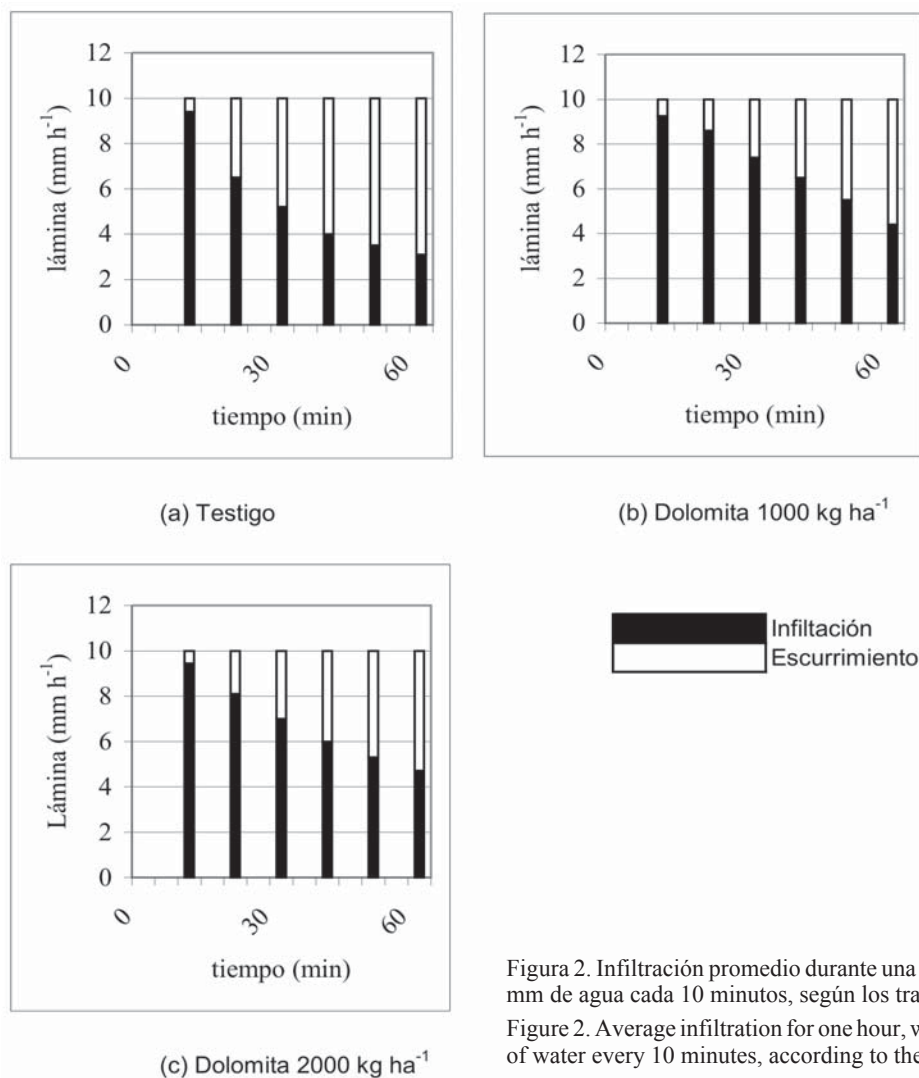 12
10
8
6
4
2
0
lámina (mm h-1)
0
30
60
tiempo (min)
(a) Testigo
12
10
8
6
4
2
0
lámina (mm h-1)
0
30
60
tiempo (min)
(b) Dolomita 1000 kg ha-1
12
10
8
6
4
2
0
Lámina (mm h-1)
0
30
60
tiempo (min)
(c) Dolomita 2000 kg ha-1
Infiltación
Escurrimiento
Figura 2. Infiltración promedio durante una
mm de agua cada 10 minutos, según los
Figure 2. Average infiltration for one hour,
of water every 10 minutes, according to the